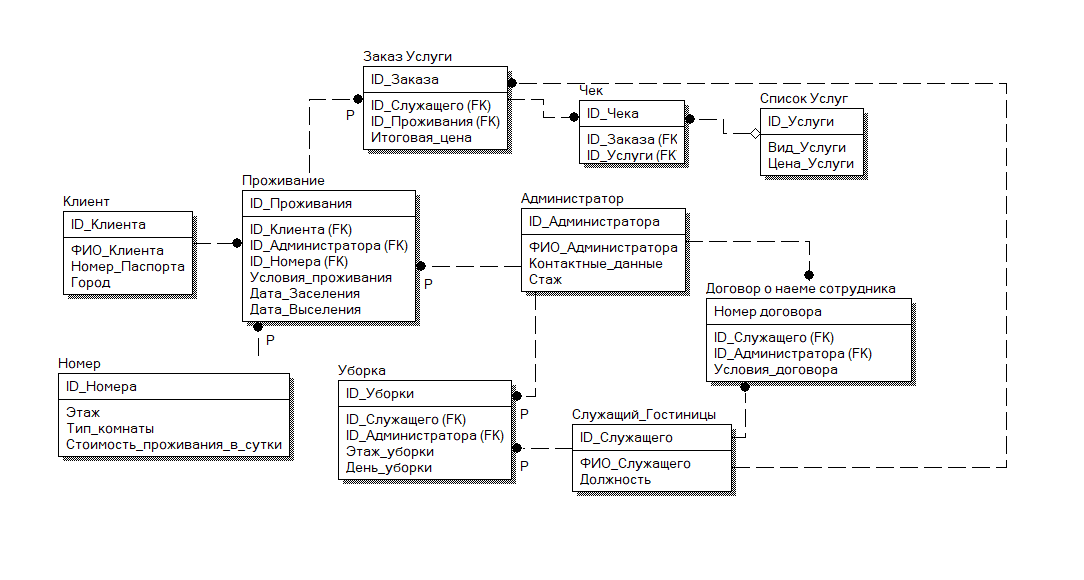 Заказ Услуги
ID_Заказа
ID_Служащего (FK)
ID_Проживания (FK)
Итоговая_цена
P
Чек
ID_Чека
ID_Заказа (FK
ID_Услуги (FK
Список Услуг
ID_Услуги
Вид_Услуги
Цена_Услуги
Клиент
ID_Клиента
ФИО_Клиента
Номер_Паспорта
Город
Проживание
ID_Проживания
ID_Клиента (FK)
ID_Администратора (FK)
ID_Номера (FK)
Условия_проживания
Дата_Заселения
Дата_Выселения
P
P
Администратор
ID_Администратора
ФИО_Администратора
Контактные_данные
Стаж
Договор о наеме сотрудника
Номер договора
ID_Служащего (FK)
ID_Администратора (FK)
Условия_договора
Номер
ID_Номера
Этаж
Тип_комнаты
Стоимость_проживания_в_сутки
Уборка
ID_Уборки
ID_Служащего (FK)
ID_Администратора (FK)
Этаж_уборки
День_уборки
P
P
Служащий_Гостиницы
ID_Служащего
ФИО_Служащего
Должность